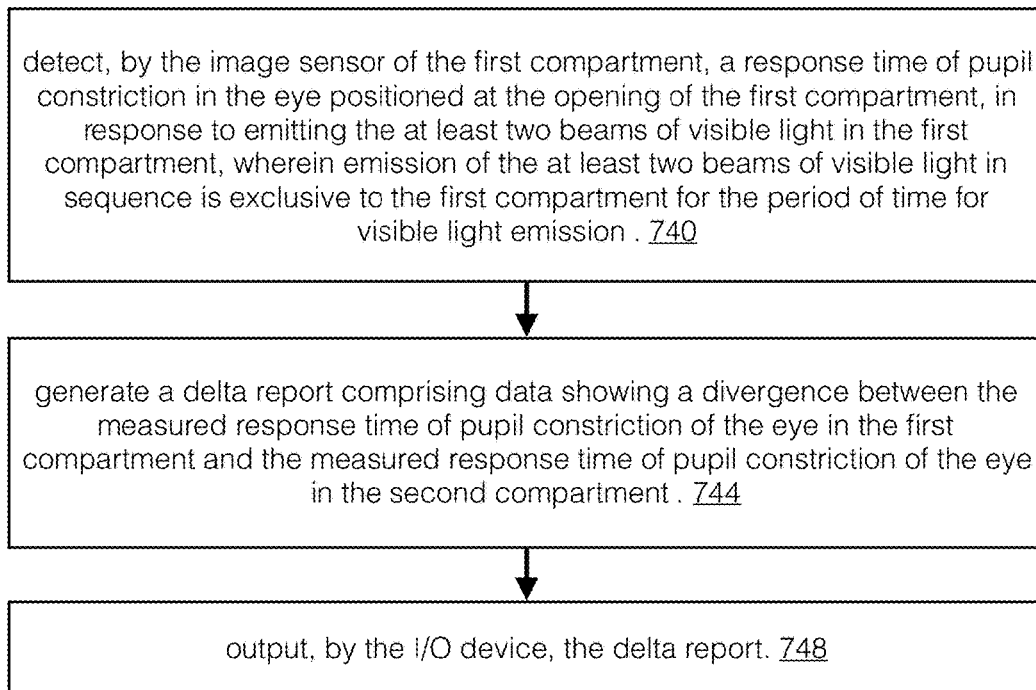 detect, by the image sensor of the first compartment, a response time of pupil
constriction in the eye positioned at the opening of the first compartment, in
response to emitting the at least two beams of visible light in the first
compartment, wherein emission of the at least two beams of visible light in
sequence is exclusive to the first compartment for the period of time for
visible light emission . 740
generate a delta report comprising data showing a divergence between the
measured response time of pupil constriction of the eye in the first
compartment and the measured response time of pupil constriction of the eye
in the second compartment . 744
output, by the I/O device, the delta report. 748